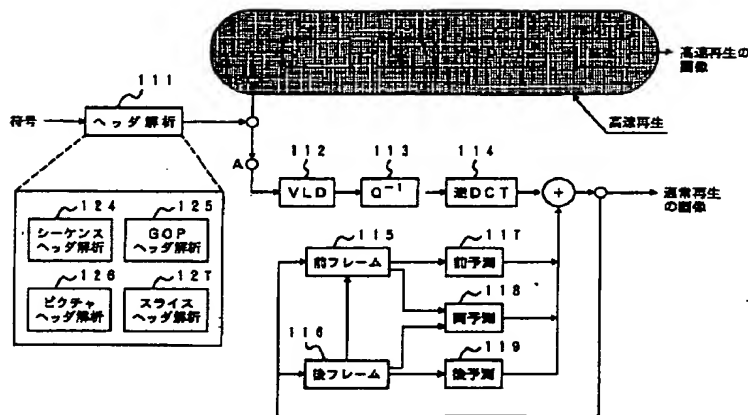 高速再生の
画像
111
符号
ヘッダ解析
高速再生
A
112
113
114
VLD
Q⁻¹
逆DCT
+
通常再生
の画像
124
125
シーケンス
ヘッダ解析
GOP
ヘッダ解析
126
127
ピクチャ
ヘッダ解析
スライス
ヘッダ解析
115
117
前フレーム
前予測
118
両予測
116
119
後フレーム
後予測